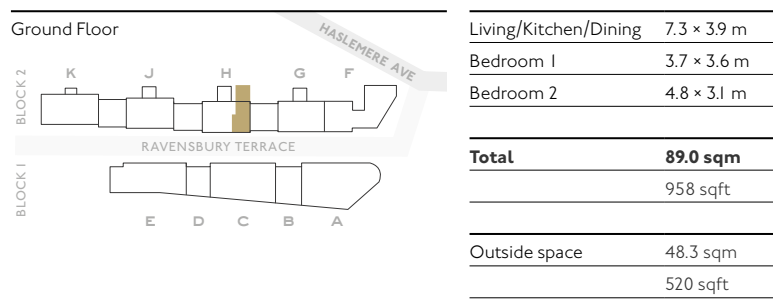 Ground Floor
HASLEMERE AVE
K J H G F
BLOCK 2
RAVENSBURY TERRACE
BLOCK 1
E D C B A
Living/Kitchen/Dining 7.3 × 3.9 m
Bedroom 1 3.7 × 3.6 m
Bedroom 2 4.8 × 3.1 m
Total 89.0 sqm
958 sqft
Outside space 48.3 sqm
520 sqft